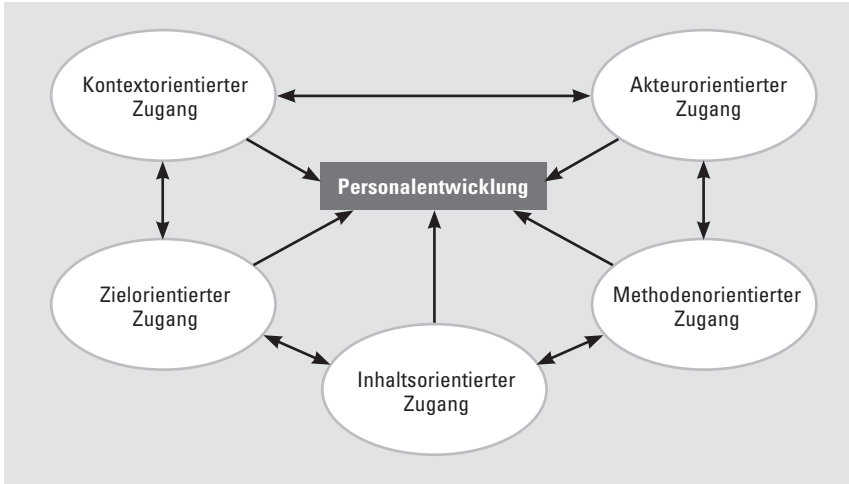 Kontextorientierter
Zugang
Akteurorientierter
Zugang
Personalentwicklung
Zielorientierter
Zugang
Methodenorientierter
Zugang
Inhaltsorientierter
Zugang